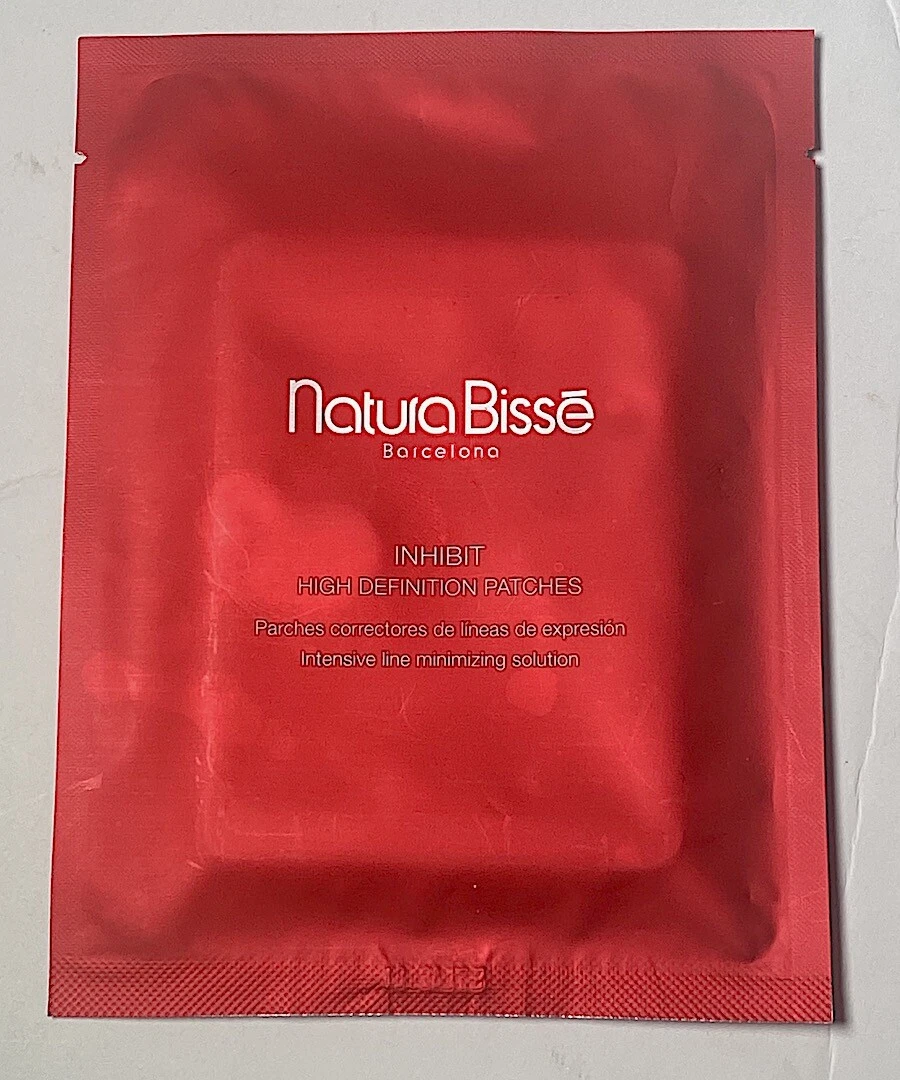 Natura Bissé
Barcelona
INHIBIT
HIGH DEFINITION PATCHES
Parches correctores de líneas de expresión
Intensive line minimizing solution